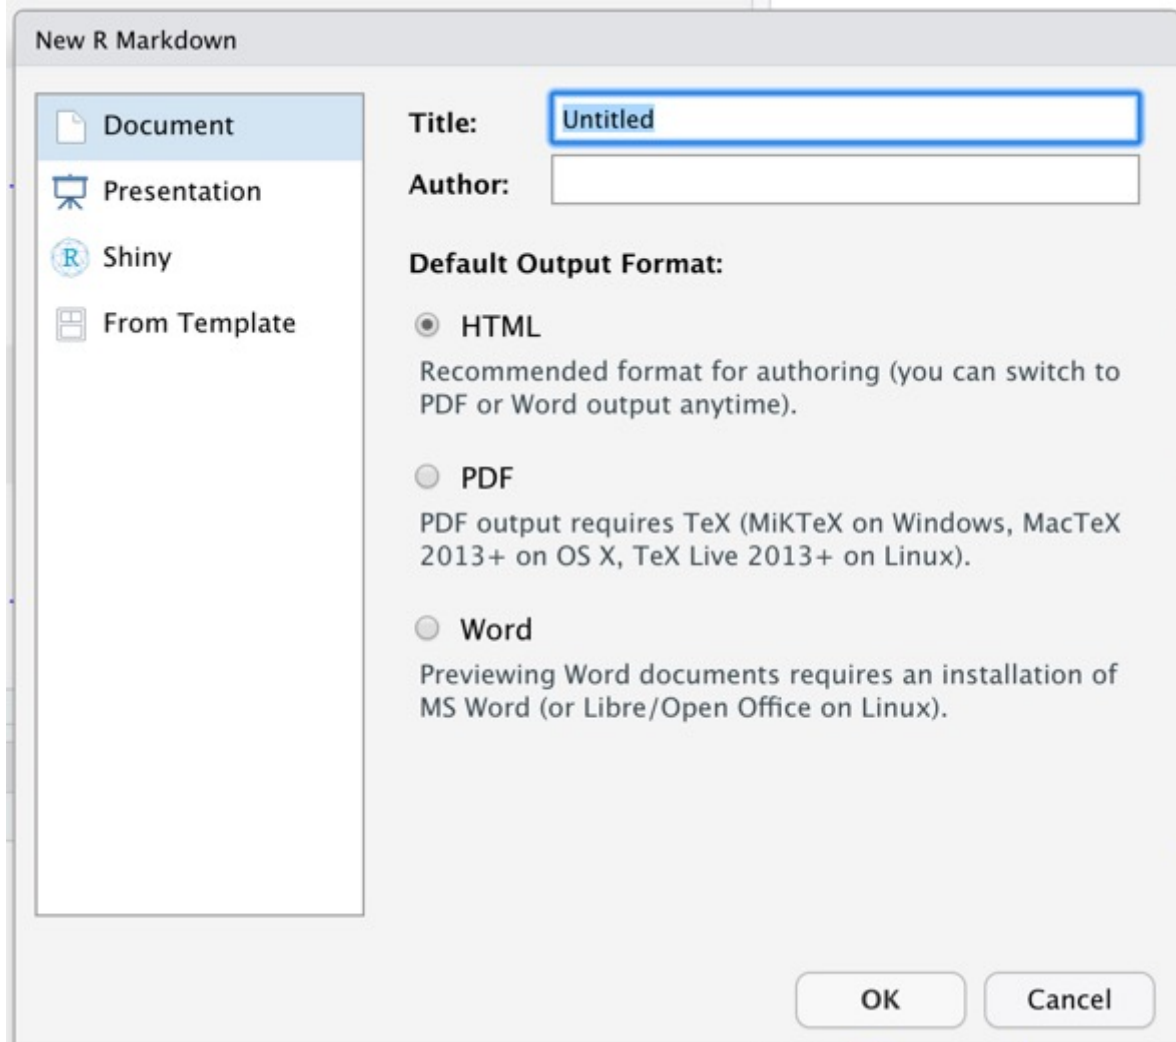 New R Markdown
Document
Presentation
Shiny
From Template
Title:
Untitled
Author:
Default Output Format:
HTML
Recommended format for authoring (you can switch to
PDF or Word output anytime).
PDF
PDF output requires TeX (MiKTeX on Windows, MacTeX
2013+ on OS X, TeX Live 2013+ on Linux).
Word
Previewing Word documents requires an installation of
MS Word (or Libre/Open Office on Linux).
OK
Cancel